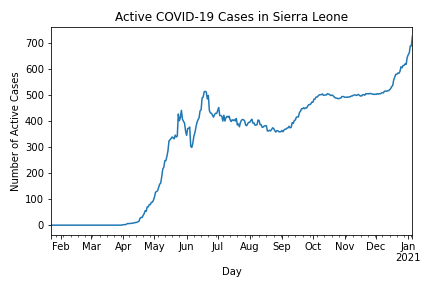 Active COVID-19 Cases in Sierra Leone
Number of Active Cases
700
600
500
400
300
200
100
0
Feb Mar Apr May Jun Jul Aug Sep Oct Nov Dec Jan
2021
Day